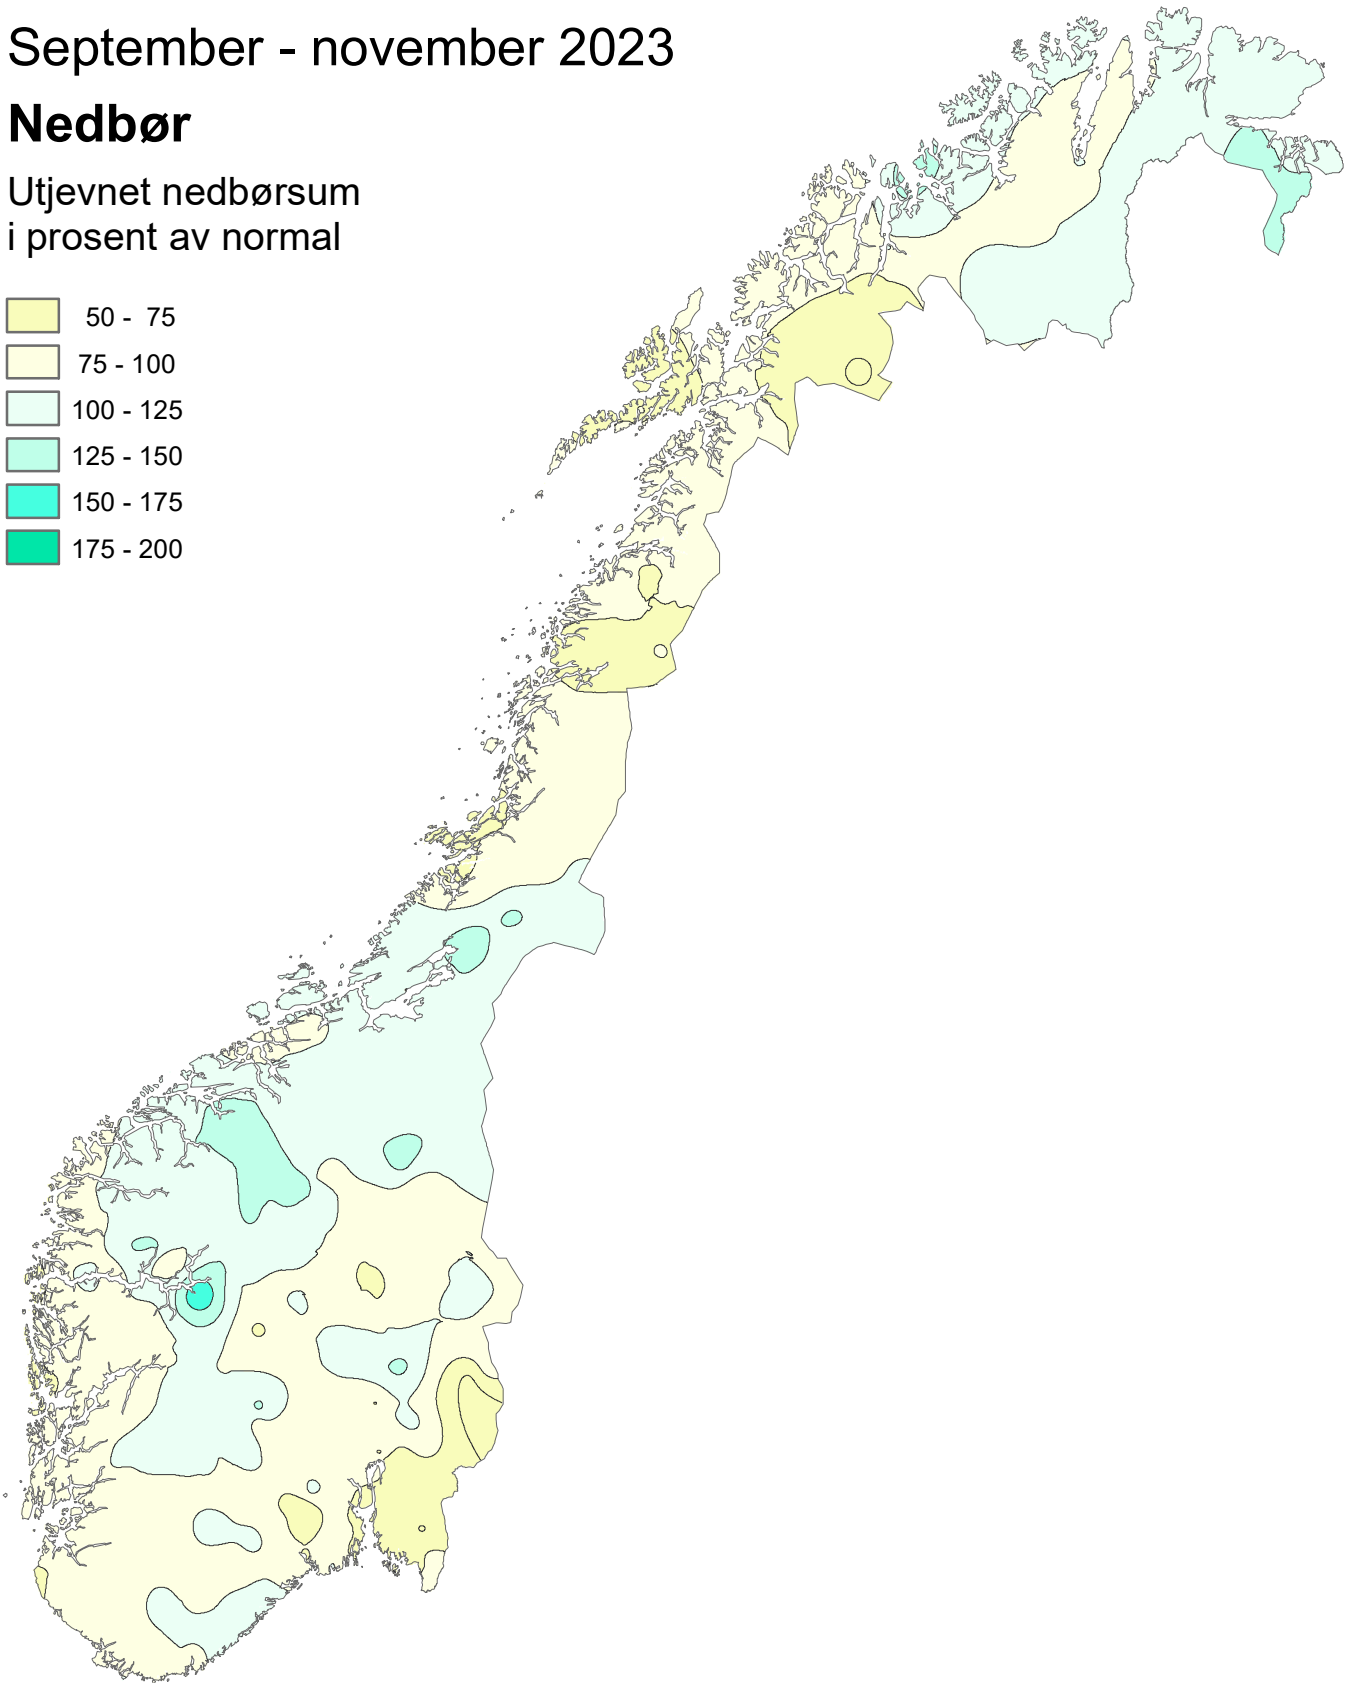 September - november 2023
Nedbør
Utjevnet nedbørsum
i prosent av normal
50 - 75
75 - 100
100 - 125
125 - 150
150 - 175
175 - 200